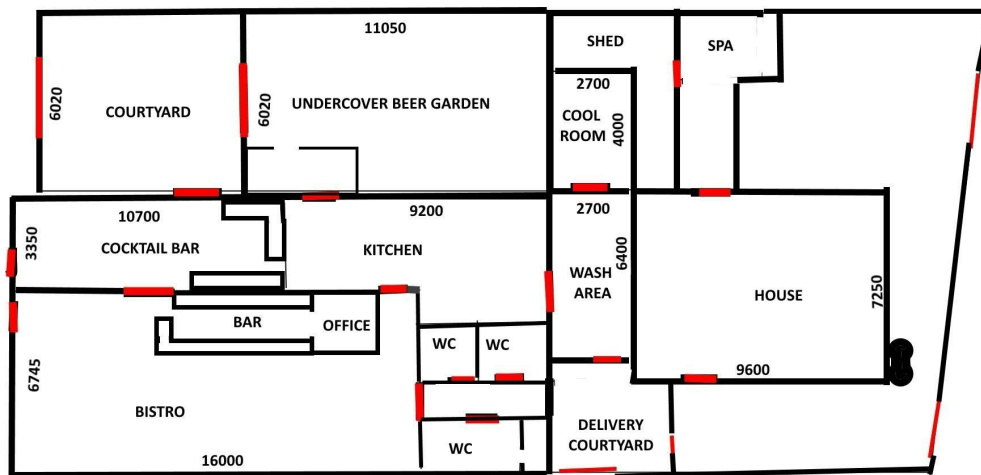 11050
SHED
SPA
6020
COURTYARD
6020
UNDERCOVER BEER GARDEN
2700
COOL
ROOM
4000
10700
9200
2700
3350
COCKTAIL BAR
KITCHEN
WASH
AREA
6400
HOUSE
7250
BAR
OFFICE
WC
WC
6745
BISTRO
9600
WC
DELIVERY
COURTYARD
16000